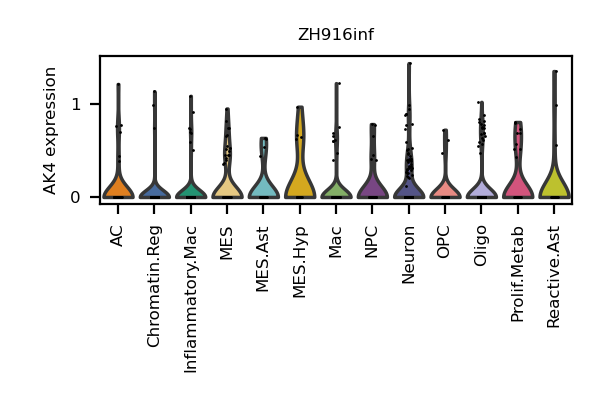 ZH916inf
AK4 expression
1
0
AC
Chromatin.Reg
Inflammatory.Mac
MES
MES.Ast
MES.Hyp
Mac
NPC
Neuron
OPC
Oligo
Prolif.Metab
Reactive.Ast